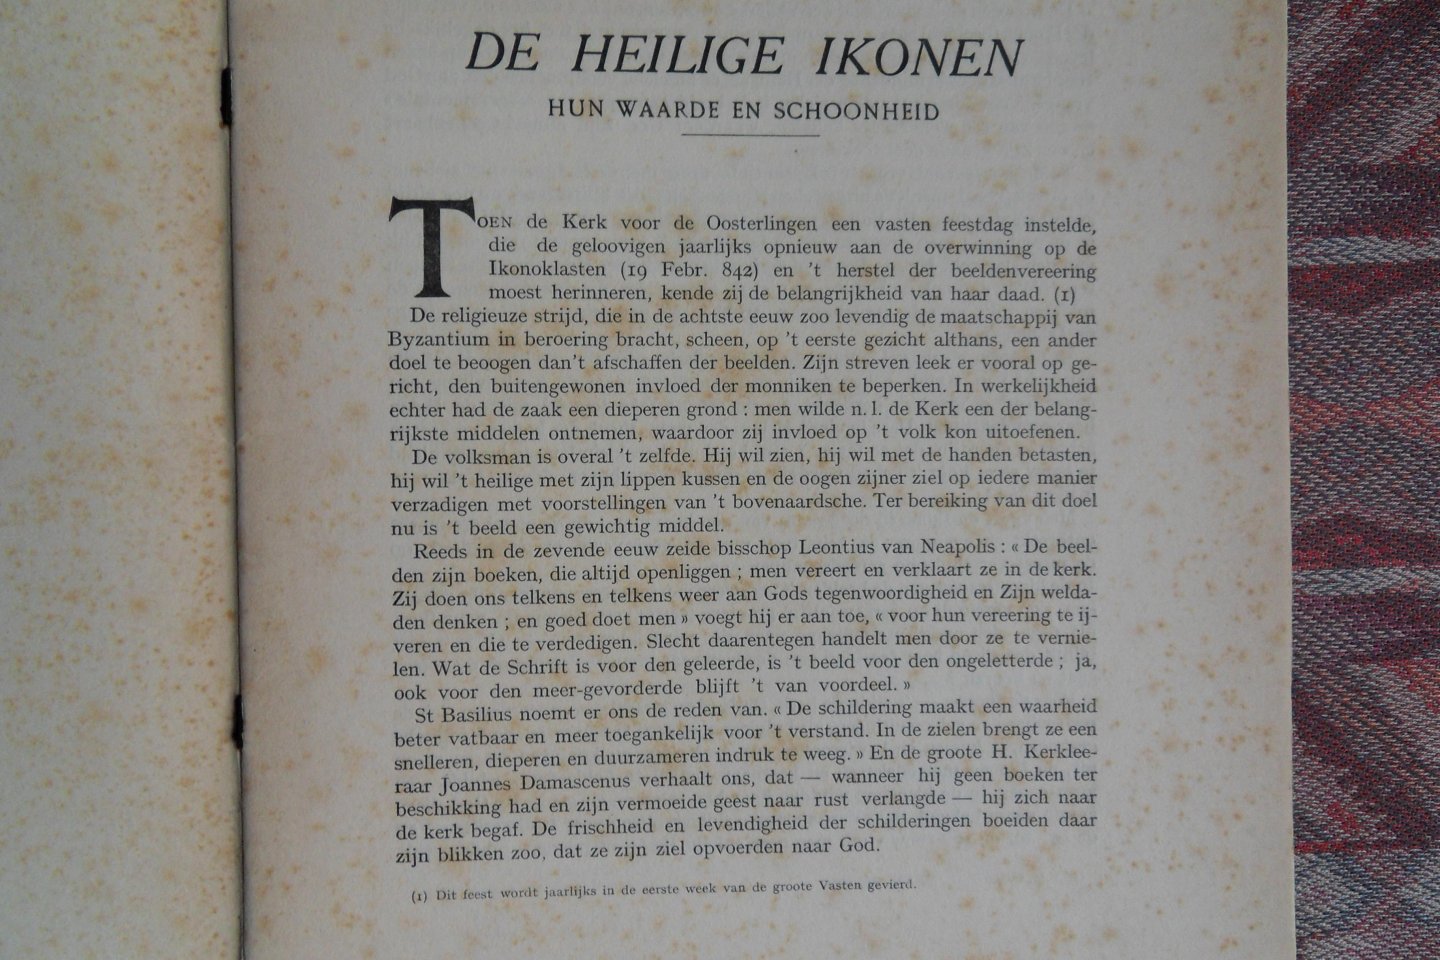 DE HEILIGE IKONEN
HUN WAARDE EN SCHOONHEID
TOEN de Kerk voor de Oosterlingen een vasten feestdag instelde,
die de geloovigen jaarlijks opnieuw aan de overwinning op de
Ikonoklasten (19 Febr. 842) en 't herstel der beeldenvereering
moest herinneren, kende zij de belangrijkheid van haar daad. (1)
De religieuze strijd, die in de achtste eeuw zoo levendig de maatschappij van
Byzantium in beroering bracht, scheen, op 't eerste gezicht althans, een ander
doel te beoogen dan't afschaffen der beelden. Zijn streven leek er vooral op ge-
richt, den buitengewonen invloed der monniken te beperken. In werkelijkheid
echter had de zaak een dieperen grond : men wilde n. l. de Kerk een der belang-
rijkste middelen ontnemen, waardoor zij invloed op 't volk kon uitoefenen.
De volksman is overal 't zelfde. Hij wil zien, hij wil met de handen betasten,
hij wil 't heilige met zijn lippen kussen en de oogen zijner ziel op iedere manier
verzadigen met voorstellingen van 't bovenaardsche. Ter bereiking van dit doel
nu is 't beeld een gewichtig middel.
Reeds in de zevende eeuw zeide bisschop Leontius van Neapolis : « De beel-
den zijn boeken, die altijd openliggen ; men vereert en verklaart ze in de kerk.
Zij doen ons telkens en telkens weer aan Gods tegenwoordigheid en Zijn welda-
den denken ; en goed doet men » voegt hij er aan toe, « voor hun vereering te ij-
veren en die te verdedigen. Slecht daarentegen handelt men door ze te vernie-
len. Wat de Schrift is voor den geleerde, is 't beeld voor den ongeletterde ; ja,
ook voor den meer-gevorderde blijft 't van voordeel. »
St Basilius noemt er ons de reden van. « De schildering maakt een waarheid
beter vatbaar en meer toegankelijk voor 't verstand. In de zielen brengt ze een
snelleren, dieperen en duurzameren indruk te weeg. » En de groote H. Kerklee-
raar Joannes Damascenus verhaalt ons, dat — wanneer hij geen boeken ter
beschikking had en zijn vermoeide geest naar rust verlangde — hij zich naar
de kerk begaf. De frischheid en levendigheid der schilderingen boeiden daar
zijn blikken zoo, dat ze zijn ziel opvoerden naar God.
(1) Dit feest wordt jaarlijks in de eerste week van de groote Vasten gevierd.